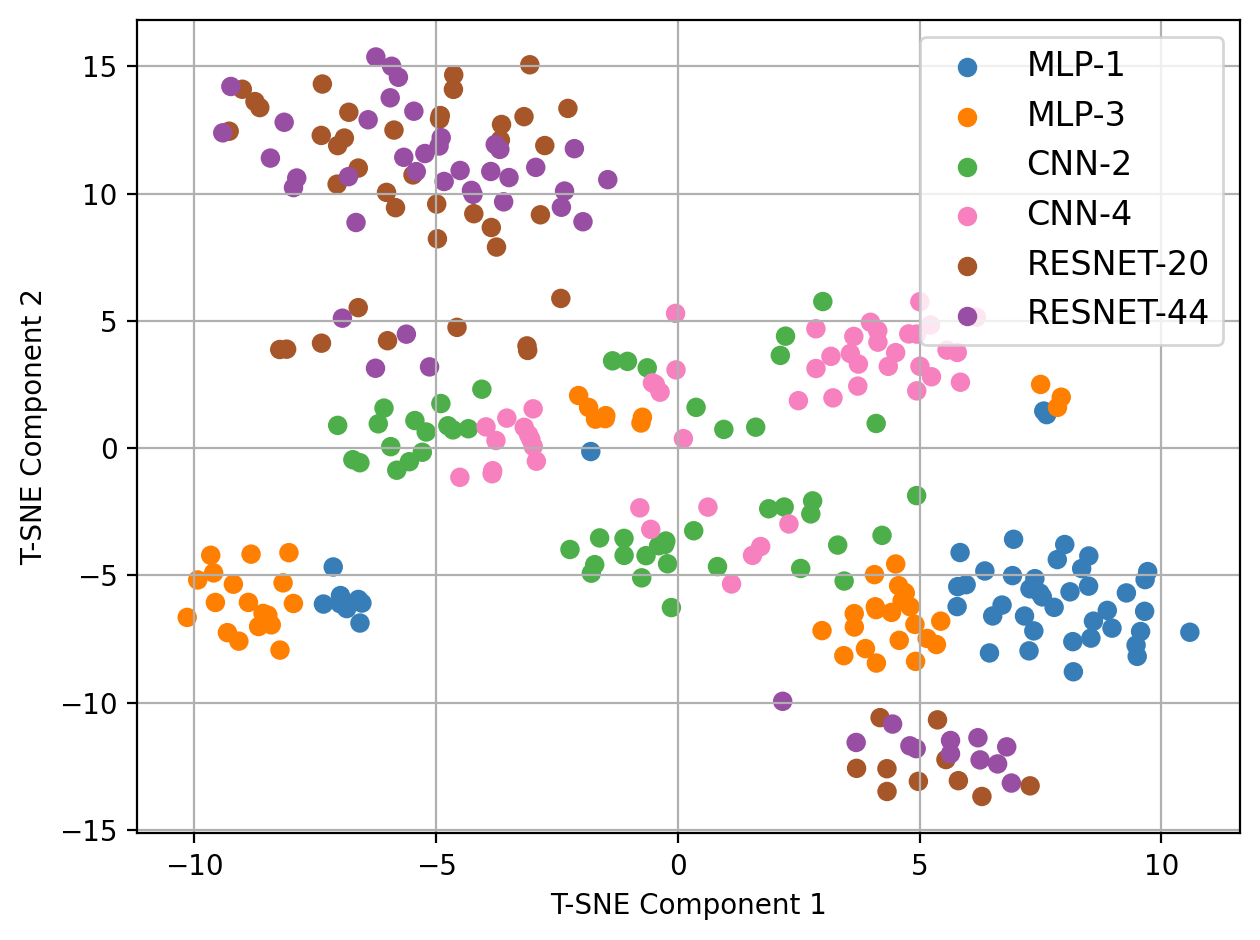 MLP-1
MLP-3
CNN-2
CNN-4
RESNET-20
RESNET-44
15
10
5
0
−5
−10
−15
T-SNE Component 2
−10
−5
0
5
10
T-SNE Component 1